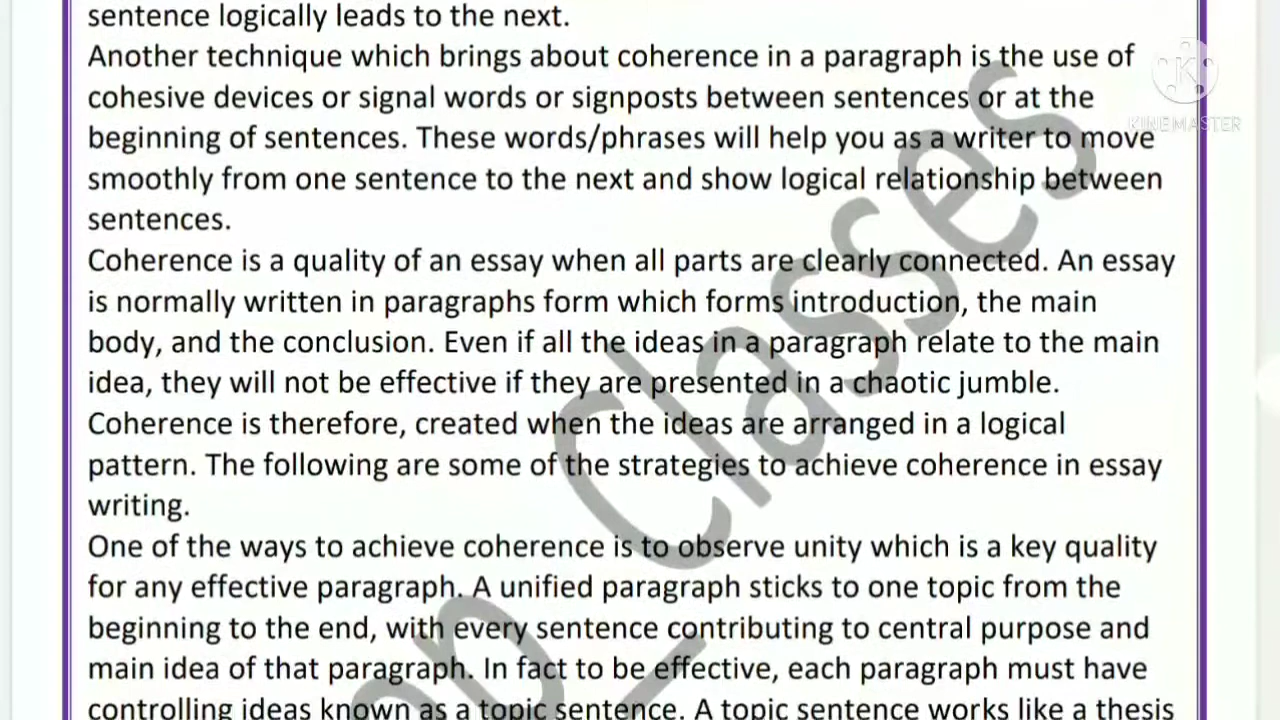 sentence logically leads to the next.
Another technique which brings about coherence in a paragraph is the use of
cohesive devices or signal words or signposts between sentences or at the
beginning of sentences. These words/phrases will help you as a writer to move
smoothly from one sentence to the next and show logical relationship between
sentences.
Coherence is a quality of an essay when all parts are clearly connected. An essay
is normally written in paragraphs form which forms introduction, the main
body, and the conclusion. Even if all the ideas in a paragraph relate to the main
idea, they will not be effective if they are presented in a chaotic jumble.
Coherence is therefore, created when the ideas are arranged in a logical
pattern. The following are some of the strategies to achieve coherence in essay
writing.
One of the ways to achieve coherence is to observe unity which is a key quality
for any effective paragraph. A unified paragraph sticks to one topic from the
beginning to the end, with every sentence contributing to central purpose and
main idea of that paragraph. In fact to be effective, each paragraph must have
controlling ideas known as a topic sentence. A topic sentence works like a thesis
K
KINEMASTER
Classes